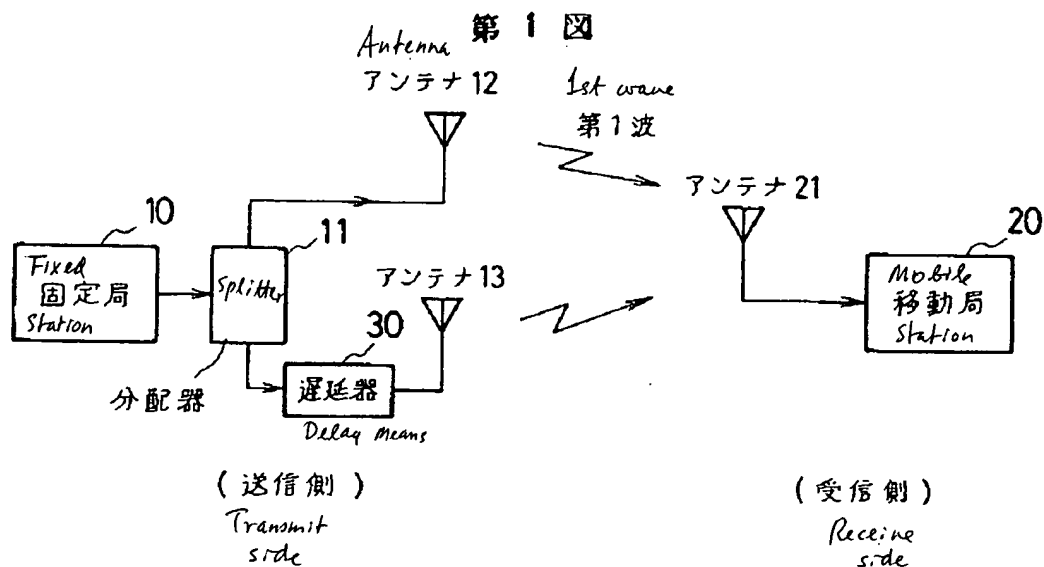 第 1 図
Antenna
アンテナ 12
1st wave
第1波
アンテナ 21
10
11
20
Fixed
固定局
Station
Splitter
アンテナ 13
30
Mobile
移動局
Station
分配器
遅延器
Delay means
(送信側)
Transmit
side
(受信側)
Receive
side